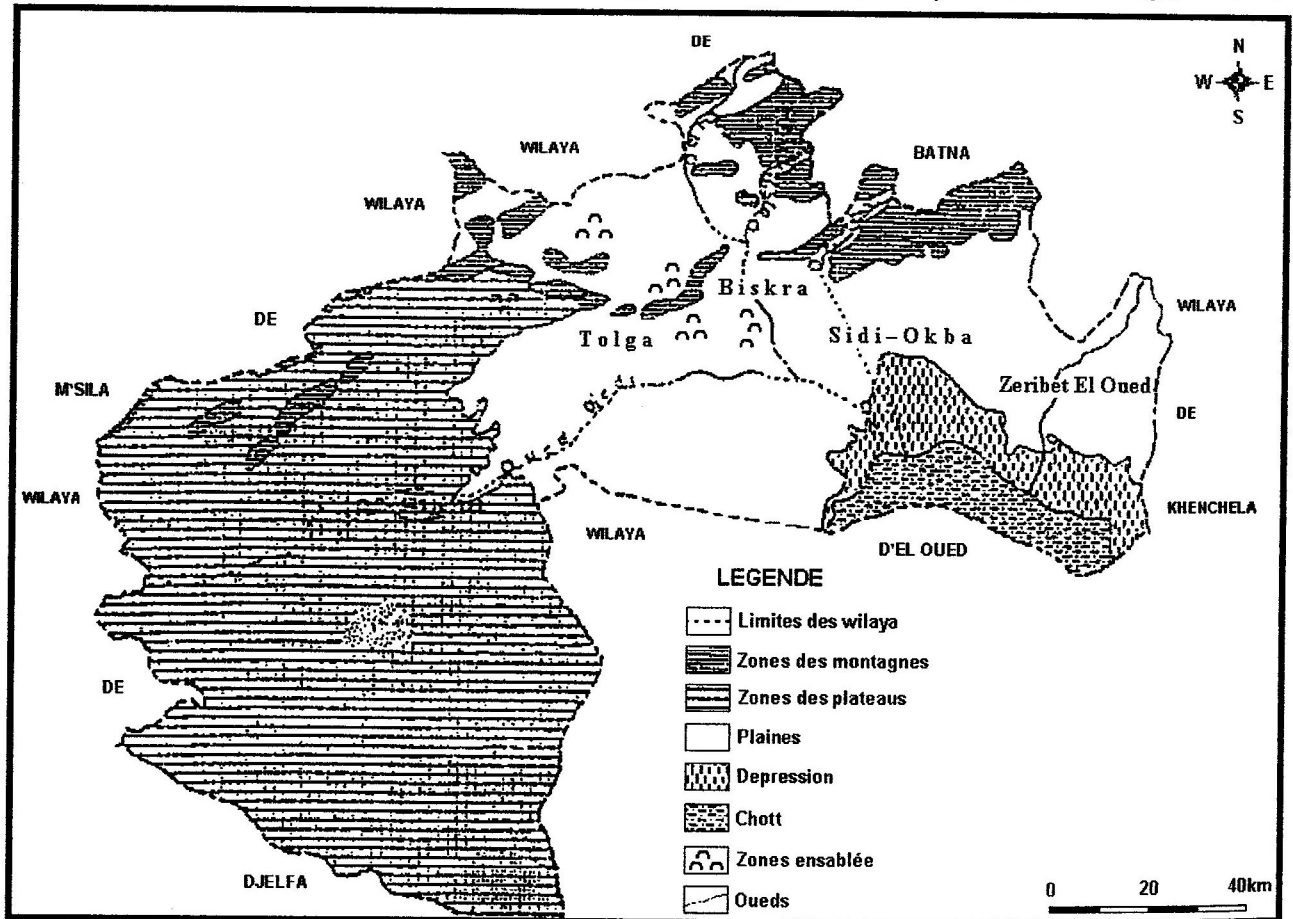 DE
N
W E
S
WILAYA
BATNA
WILAYA
Biskra
WILAYA
DE
Tolga
Sidi-Okba
M'SILA
Zeribet El Oued
DE
WILAYA
KHENCHELA
WILAYA
D'EL OUED
LEGENDE
Limites des wilaya
Zones des montagnes
Zones des plateaus
DE
Plaines
Depression
Chott
Zones ensablée
DJELFA
Oueds
0 20 40km